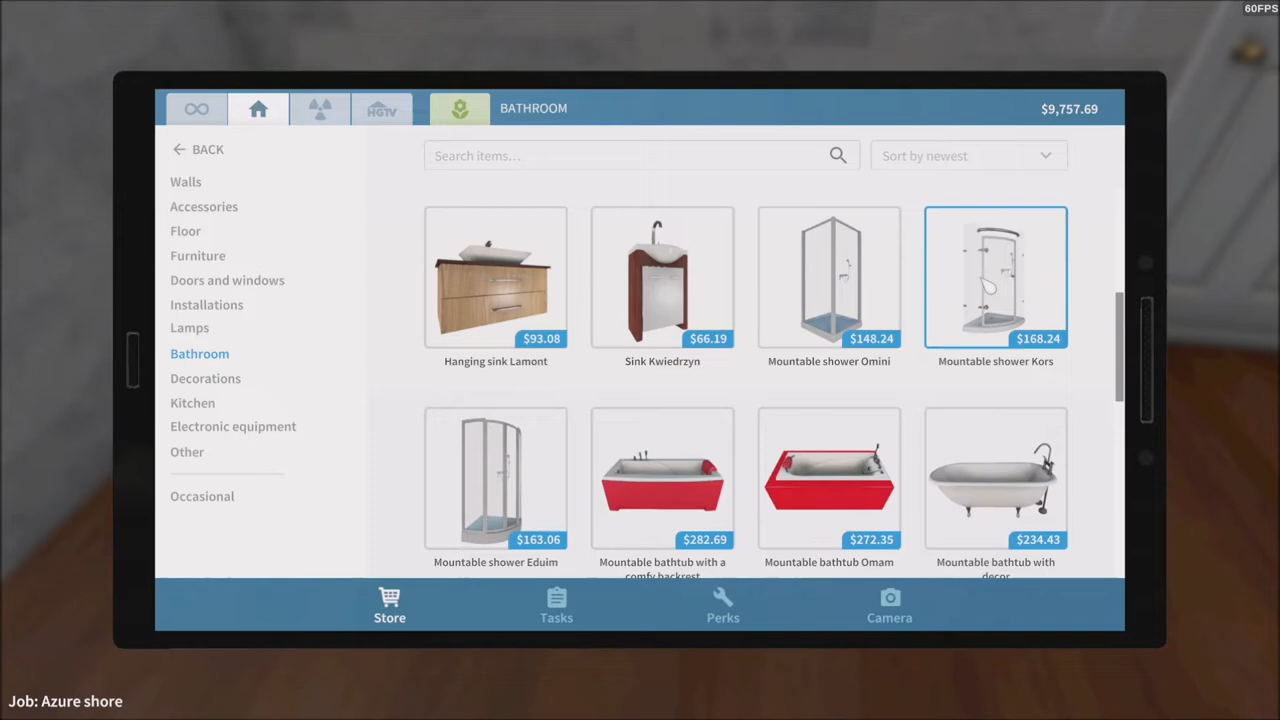 60FPS
HGTV
BATHROOM
$9,757.69
BACK
Search items...
Sort by newest
Walls
Accessories
Floor
Furniture
Doors and windows
Installations
Lamps
Bathroom
Decorations
Kitchen
Electronic equipment
Other
Occasional
$93.08
$66.19
$148.24
$168.24
Hanging sink Lamont
Sink Kwiedrzyn
Mountable shower Omini
Mountable shower Kors
$163.06
$282.69
$272.35
$234.43
Mountable shower Eduim
Mountable bathtub with a
comfy backrest
Mountable bathtub Omam
Mountable bathtub with
decor
Store
Tasks
Perks
Camera
Job: Azure shore